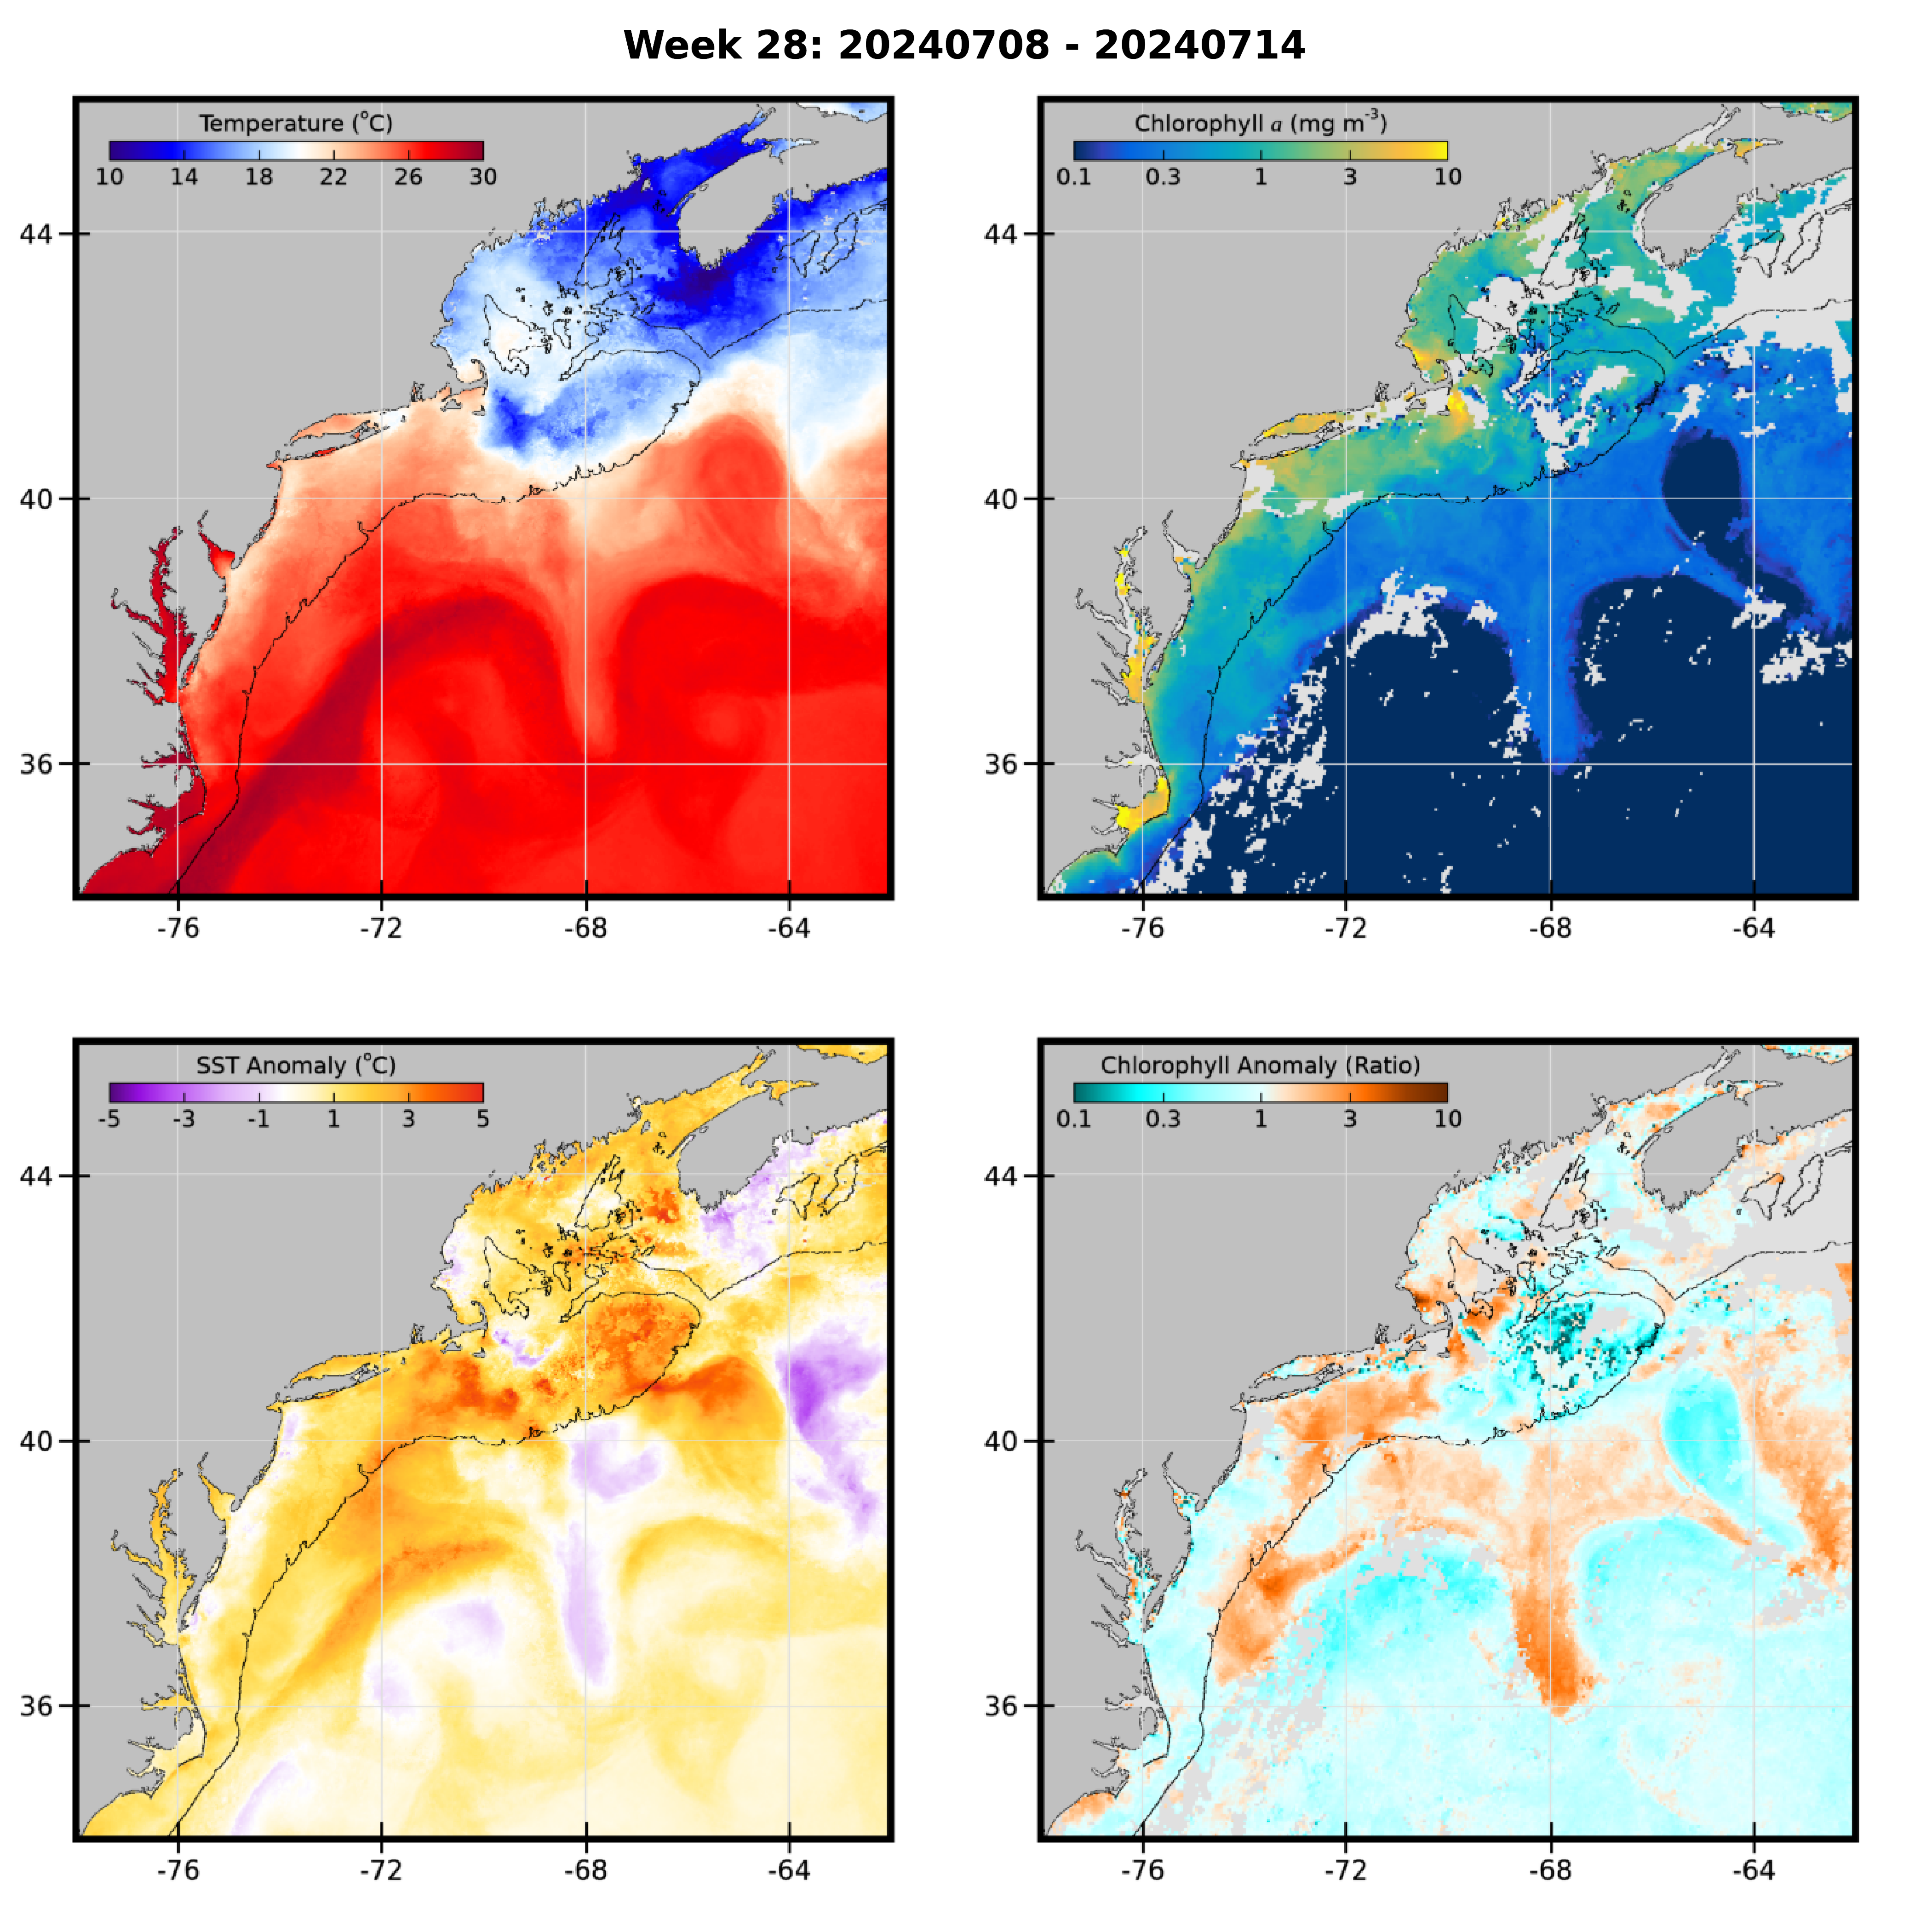 Week 28: 20240708 - 20240714
Temperature (°C)
10 14 18 22 26 30
44
40
36
-76 -72 -68 -64
Chlorophyll a (mg m⁻³)
0.1 0.3 1 3 10
44
40
36
-76 -72 -68 -64
SST Anomaly (°C)
-5 -3 -1 1 3 5
44
40
36
-76 -72 -68 -64
Chlorophyll Anomaly (Ratio)
0.1 0.3 1 3 10
44
40
36
-76 -72 -68 -64